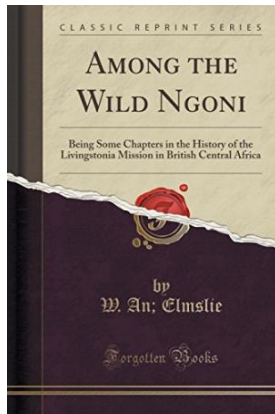 CLASSIC REPRINT SERIES
AMONG THE
WILD NGONI
Being Some Chapters in the History of the
Livingstonia Mission in British Central Africa
by
W. An; Elmslie
Forgotten Books